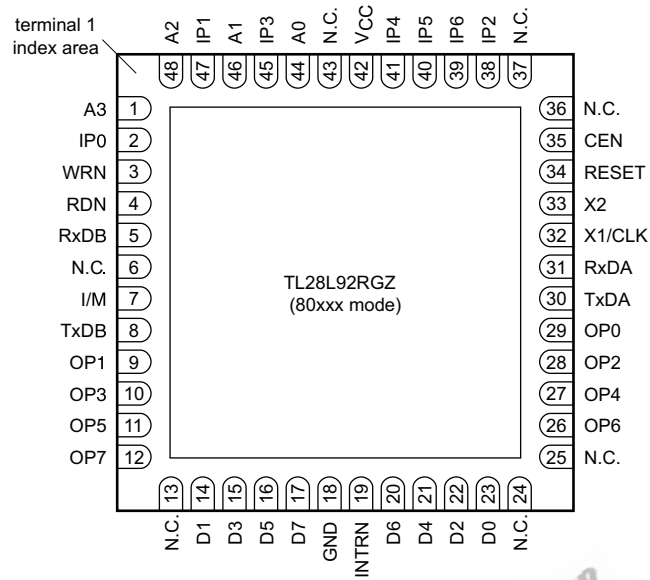 terminal 1
index area
A2
IP1
A1
IP3
A0
N.C.
VCC
IP4
IP5
IP6
IP2
N.C.
48
47
46
45
44
43
42
41
40
39
38
37
A3 1
IP0 2
WRN 3
RDN 4
RxDB 5
N.C. 6
I/M 7
TxDB 8
OP1 9
OP3 10
OP5 11
OP7 12
TL28L92RGZ
(80xxx mode)
36 N.C.
35 CEN
34 RESET
33 X2
32 X1/CLK
31 RxDA
30 TxDA
29 OP0
28 OP2
27 OP4
26 OP6
25 N.C.
13
14
15
16
17
18
19
20
21
22
23
24
N.C.
D1
D3
D5
D7
GND
INTRN
D6
D4
D2
D0
N.C.